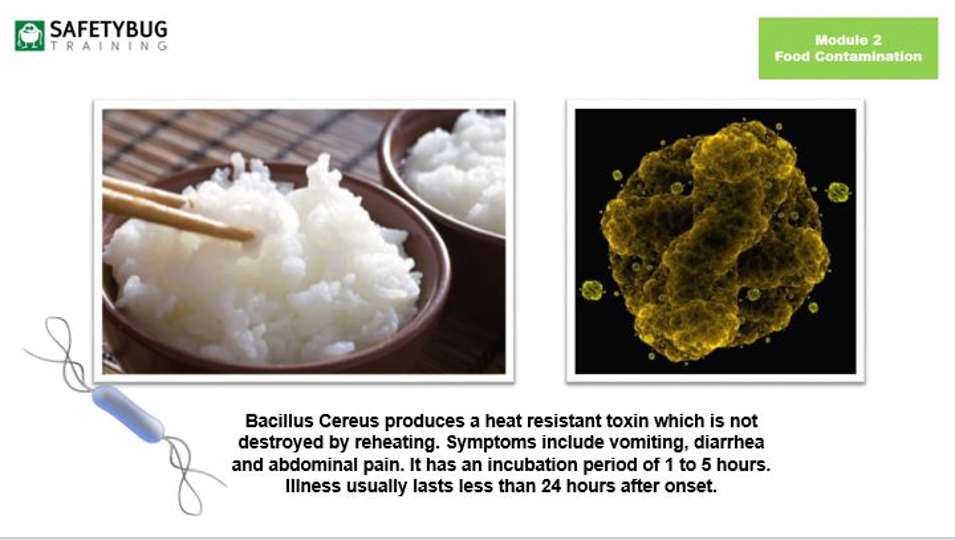 SAFETYBUG
TRAINING
Module 2
Food Contamination
Bacillus Cereus produces a heat resistant toxin which is not
destroyed by reheating. Symptoms include vomiting, diarrhea
and abdominal pain. It has an incubation period of 1 to 5 hours.
Illness usually lasts less than 24 hours after onset.